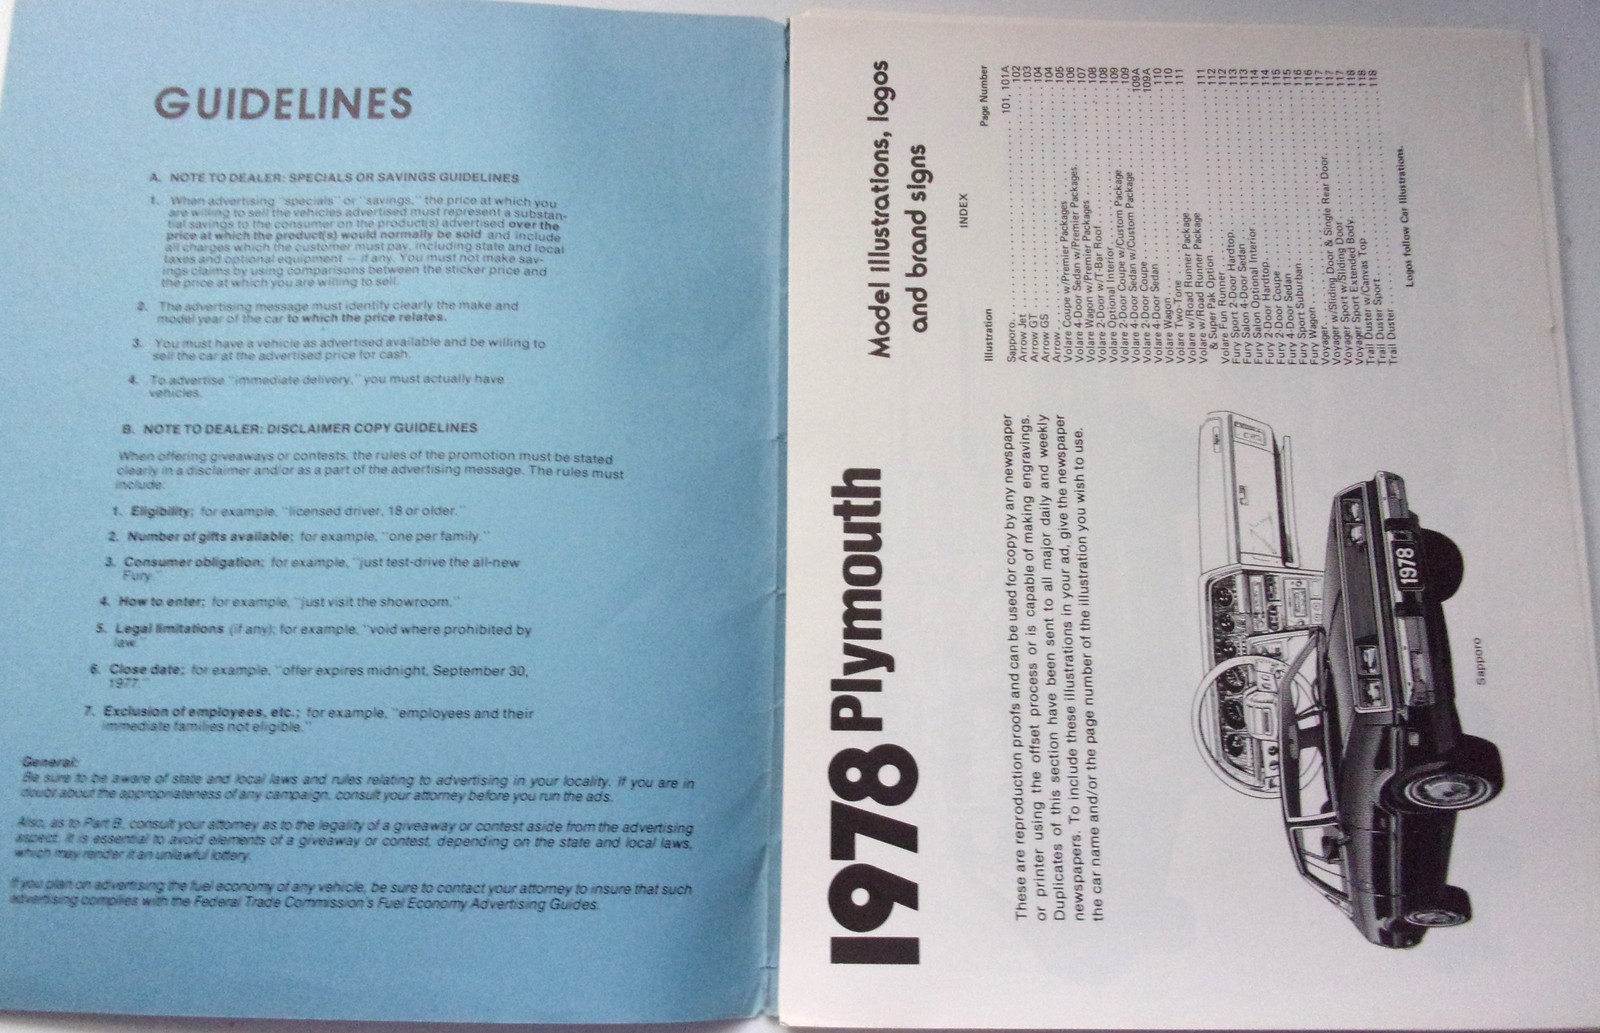 GUIDELINES
A. NOTE TO DEALER: SPECIALS OR SAVINGS GUIDELINES
1. When advertising "specials" or "savings," the price at which you
are willing to sell the vehicles advertised must represent a substan-
tial savings to the consumer on the product(s) advertised over the
price at which the product(s) would normally be sold and include
all charges which the customer must pay, including state and local
taxes and optional equipment — if any. You must not make sav-
ings claims by using comparisons between the sticker price and
the price at which you are willing to sell.
2. The advertising message must identify clearly the make and
model year of the car to which the price relates.
3. You must have a vehicle as advertised available and be willing to
sell the car at the advertised price for cash.
4. To advertise "immediate delivery," you must actually have
vehicles.
B. NOTE TO DEALER: DISCLAIMER COPY GUIDELINES
When offering giveaways or contests, the rules of the promotion must be stated
clearly in a disclaimer and/or as a part of the advertising message. The rules must
include:
1. Eligibility; for example, "licensed driver, 18 or older."
2. Number of gifts available; for example, "one per family."
3. Consumer obligation; for example, "just test-drive the all-new
Fury."
4. How to enter; for example, "just visit the showroom."
5. Legal limitations (if any); for example, "void where prohibited by
law."
6. Close date; for example, "offer expires midnight, September 30,
1977."
7. Exclusion of employees, etc.; for example, "employees and their
immediate families not eligible."
General:
Be sure to be aware of state and local laws and rules relating to advertising in your locality. If you are in
doubt about the appropriateness of any campaign, consult your attorney before you run the ads.
Also, as to Part B, consult your attorney as to the legality of a giveaway or contest aside from the advertising
aspect. It is essential to avoid elements of a giveaway or contest, depending on the state and local laws,
which may render it an unlawful lottery.
If you plan on advertising the fuel economy of any vehicle, be sure to contact your attorney to insure that such
advertising complies with the Federal Trade Commission's Fuel Economy Advertising Guides.
1978 Plymouth
Model illustrations, logos
and brand signs
These are reproduction proofs and can be used for copy by any newspaper
or printer using the offset process or is capable of making engravings.
Duplicates of this section have been sent to all major daily and weekly
newspapers. To include these illustrations in your ad, give the newspaper
the car name and/or the page number of the illustration you wish to use.
1978
Sapporo
INDEX
Illustration Page Number
Sapporo 101, 101A
Arrow Jet 102
Arrow GT 103
Arrow GS 104
Arrow 104
Volare Coupe w/Premier Packages 105
Volare 4-Door Sedan w/Premier Packages 106
Volare Wagon w/Premier Packages 107
Volare 2-Door w/T-Bar Roof 108
Volare Optional Interior 108
Volare 2-Door Coupe w/Custom Package 109
Volare 4-Door Sedan w/Custom Package 109
Volare 2-Door Coupe 109A
Volare 4-Door Sedan 109A
Volare Wagon 110
Volare Two-Tone 110
Volare w/Road Runner Package 111
Volare w/Road Runner Package
& Super Pak Option 111
Volare Fun Runner 112
Fury Sport 2-Door Hardtop 112
Fury Salon 4-Door Sedan 113
Fury Salon Optional Interior 113
Fury 2-Door Hardtop 114
Fury 2-Door Coupe 114
Fury 4-Door Sedan 115
Fury Sport Suburban 115
Fury Wagon 116
Voyager 116
Voyager w/Sliding Door & Single Rear Door 117
Voyager Sport w/Sliding Door 117
Voyager Sport Extended Body 117
Trail Duster w/Canvas Top 118
Trail Duster Sport 118
Trail Duster 118
Logos follow Car Illustrations.